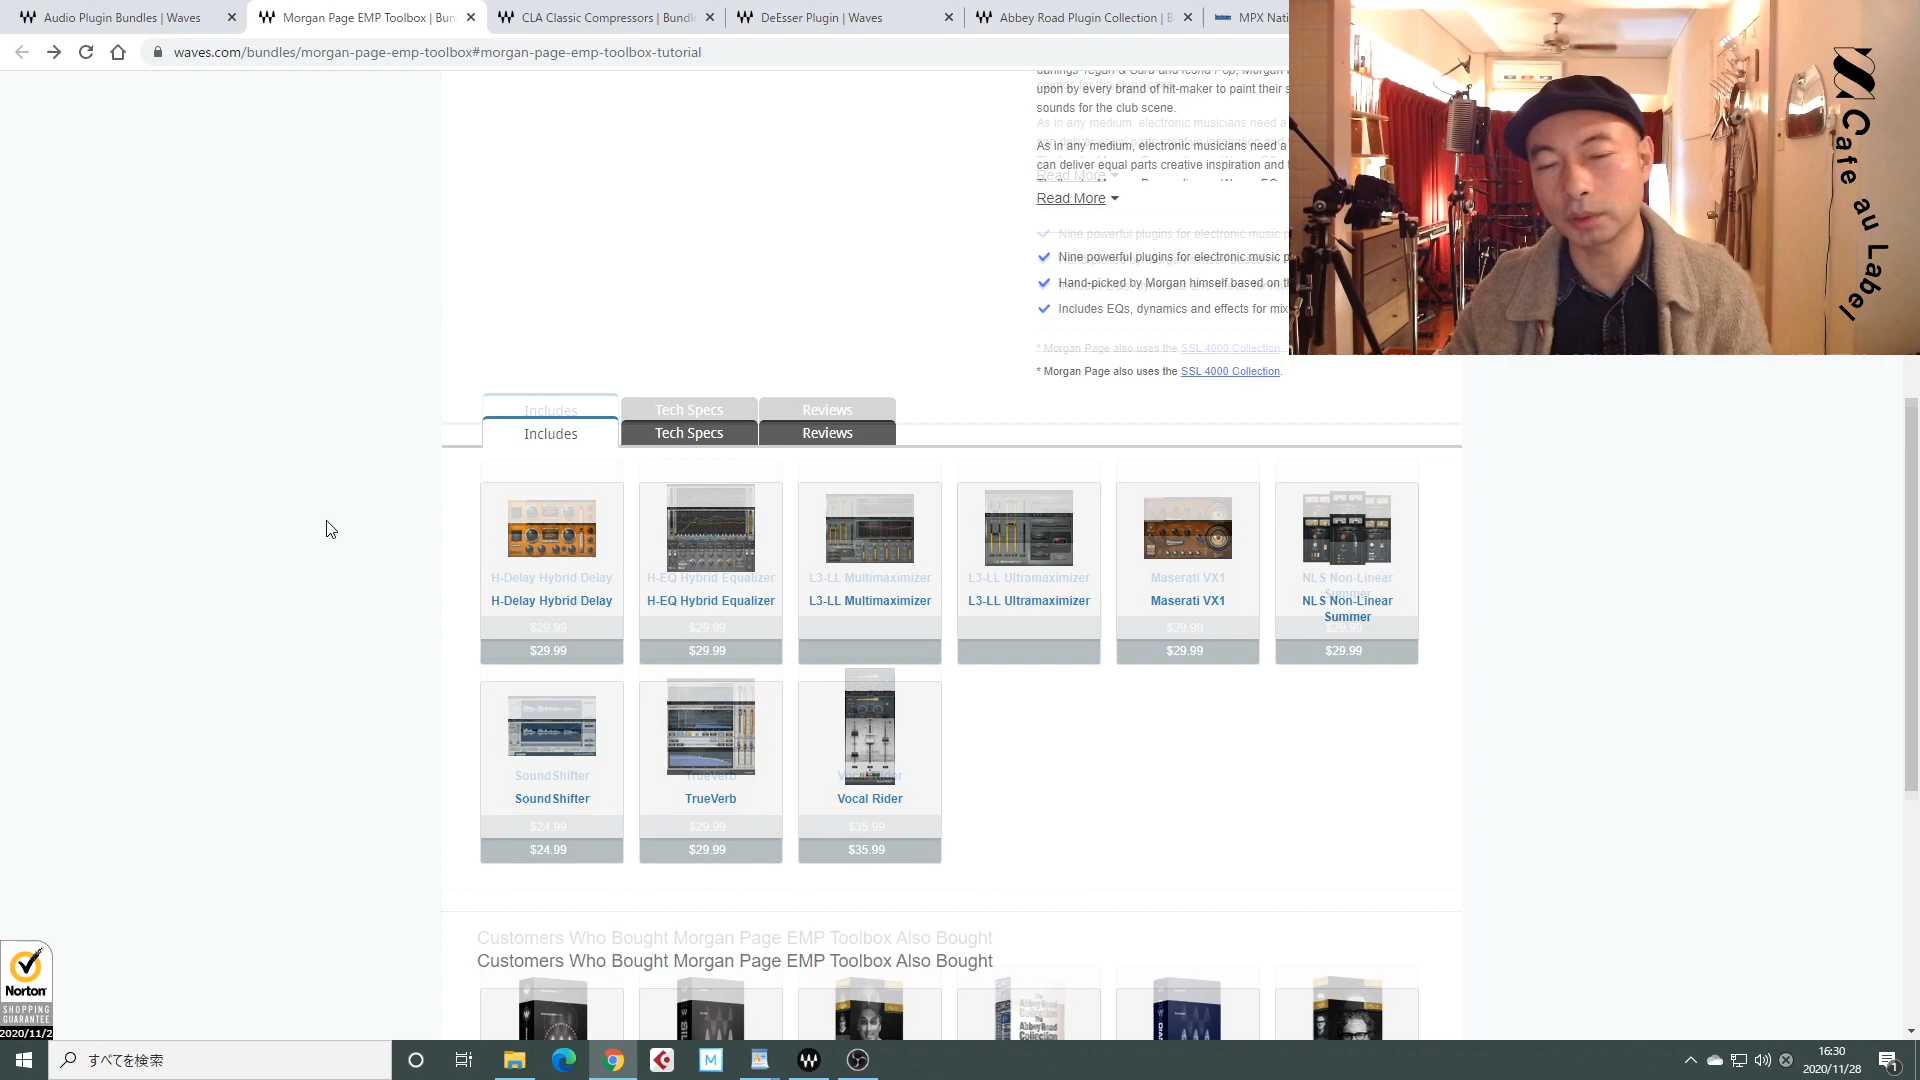 Audio Plugin Bundles | Waves
Morgan Page EMP Toolbox | Bun
CLA Classic Compressors | Bundl
DeEsser Plugin | Waves
Abbey Road Plugin Collection | B
MPX Nati
waves.com/bundles/morgan-page-emp-toolbox#morgan-page-emp-toolbox-tutorial
upon by every brand of hit-maker to paint their s
sounds for the club scene.
As in any medium, electronic musicians need a
can deliver equal parts creative inspiration and
Read More
Nine powerful plugins for electronic music p
Hand-picked by Morgan himself based on th
Includes EQs, dynamics and effects for mix
* Morgan Page also uses the SSL 4000 Collection.
Includes
Tech Specs
Reviews
H-Delay Hybrid Delay
H-EQ Hybrid Equalizer
L3-LL Multimaximizer
L3-LL Ultramaximizer
Maserati VX1
NLS Non-Linear
Summer
$29.99
$29.99
$29.99
$29.99
SoundShifter
TrueVerb
Vocal Rider
$24.99
$29.99
$35.99
Customers Who Bought Morgan Page EMP Toolbox Also Bought
Cafe au Label
Norton
SHOPPING
GUARANTEE
2020/11/2
すべてを検索
16:30
2020/11/28